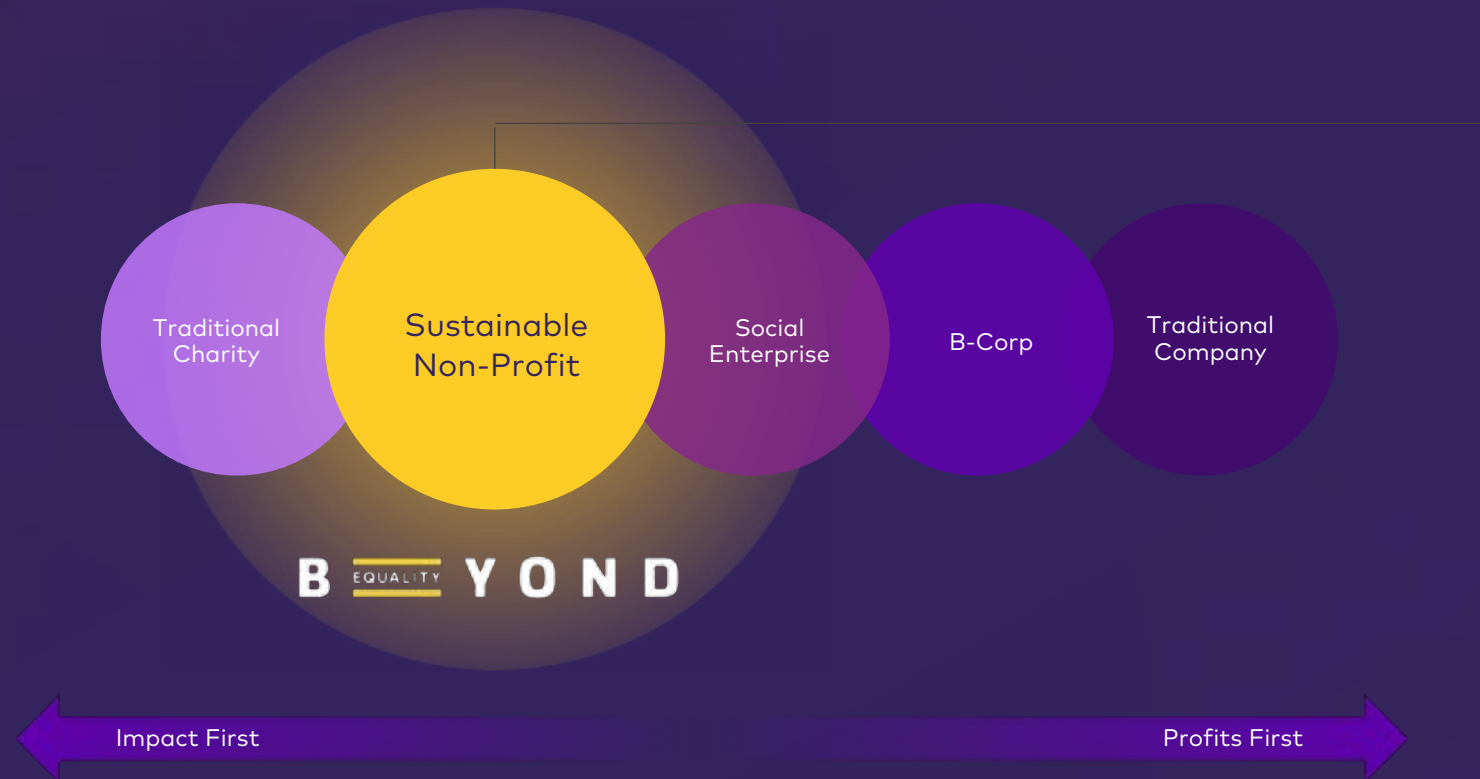 Traditional
Charity
Sustainable
Non-Profit
Social
Enterprise
B-Corp
Traditional
Company
B EQUALITY YOND
Impact First
Profits First